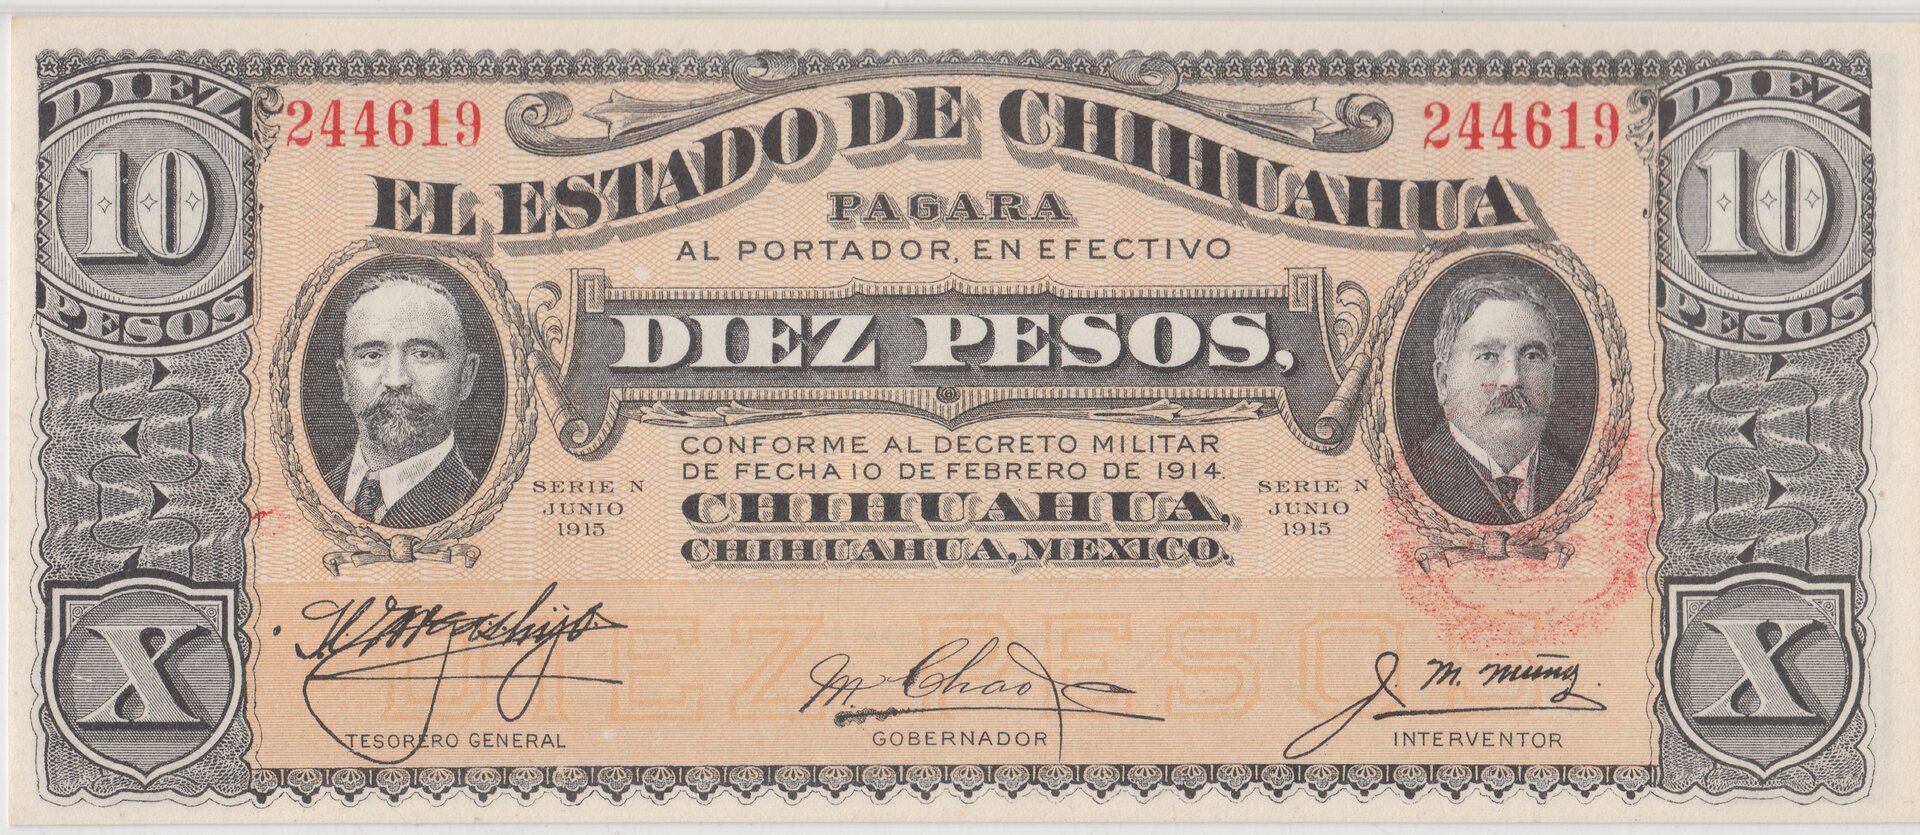 DIEZ
10
PESOS
244619
EL ESTADO DE CHIHUAHUA
244619
DIEZ
10
PESOS
PAGARA
AL PORTADOR, EN EFECTIVO
DIEZ PESOS,
CONFORME AL DECRETO MILITAR
DE FECHA 10 DE FEBRERO DE 1914.
SERIE N
JUNIO
1915
CHIHUAHUA,
CHIHUAHUA, MEXICO.
SERIE N
JUNIO
1915
DIEZ PESOS
X
M. Chao
J. M. Muñoz
X
TESORERO GENERAL
GOBERNADOR
INTERVENTOR